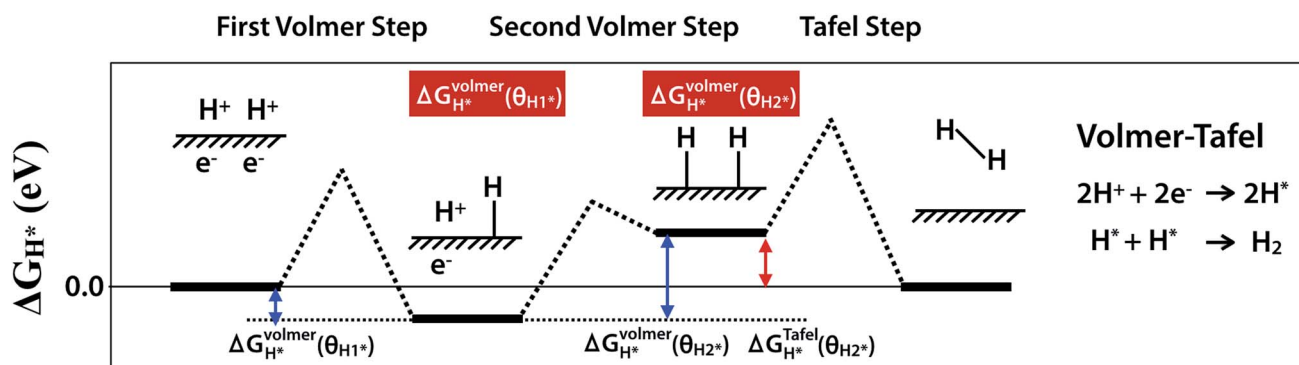 First Volmer Step Second Volmer Step Tafel Step
ΔG_H*^volmer(θ_H1*) ΔG_H*^volmer(θ_H2*)
H⁺ H⁺
e⁻ e⁻
H⁺ H
e⁻
H H
H H
Volmer-Tafel
2H⁺ + 2e⁻ → 2H*
H* + H* → H₂
ΔG_H* (eV)
0.0
ΔG_H*^volmer(θ_H1*) ΔG_H*^volmer(θ_H2*) ΔG_H*^Tafel(θ_H2*)